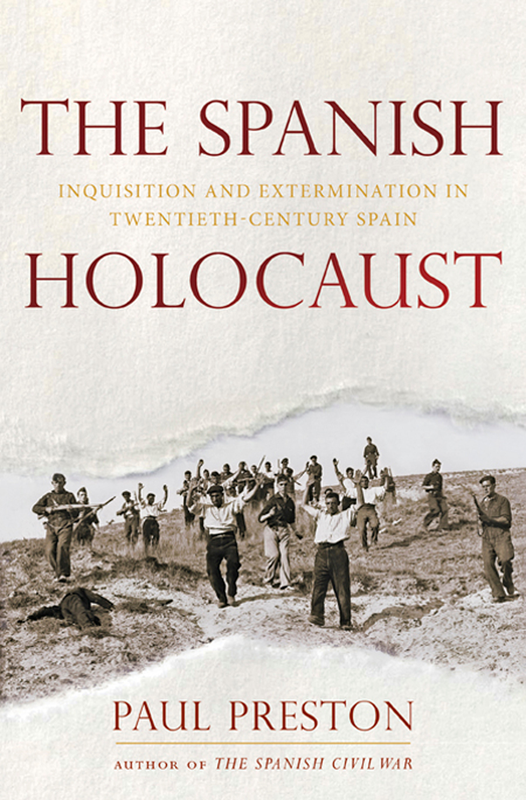 THE SPANISH
INQUISITION AND EXTERMINATION IN
TWENTIETH-CENTURY SPAIN
HOLOCAUST
PAUL PRESTON
AUTHOR OF THE SPANISH CIVIL WAR